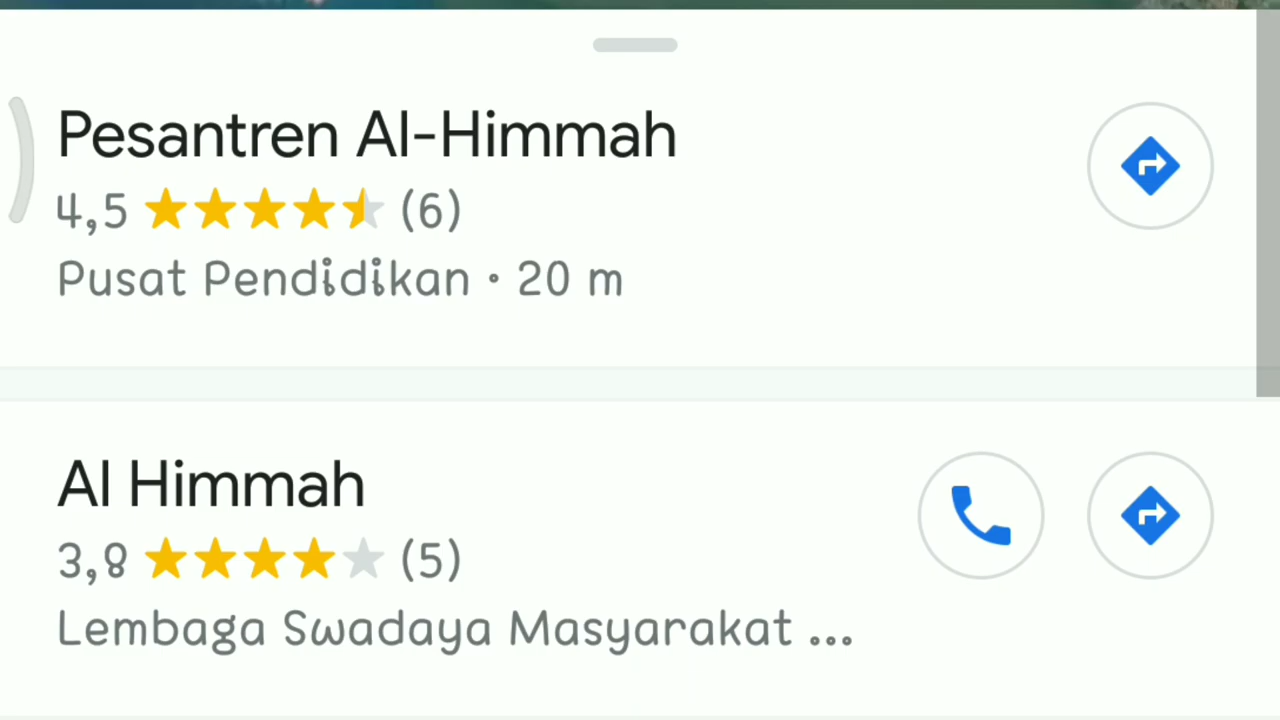 Pesantren Al-Himmah
4,5 (6)
Pusat Pendidikan • 20 m
Al Himmah
3,8 (5)
Lembaga Swadaya Masyarakat ...